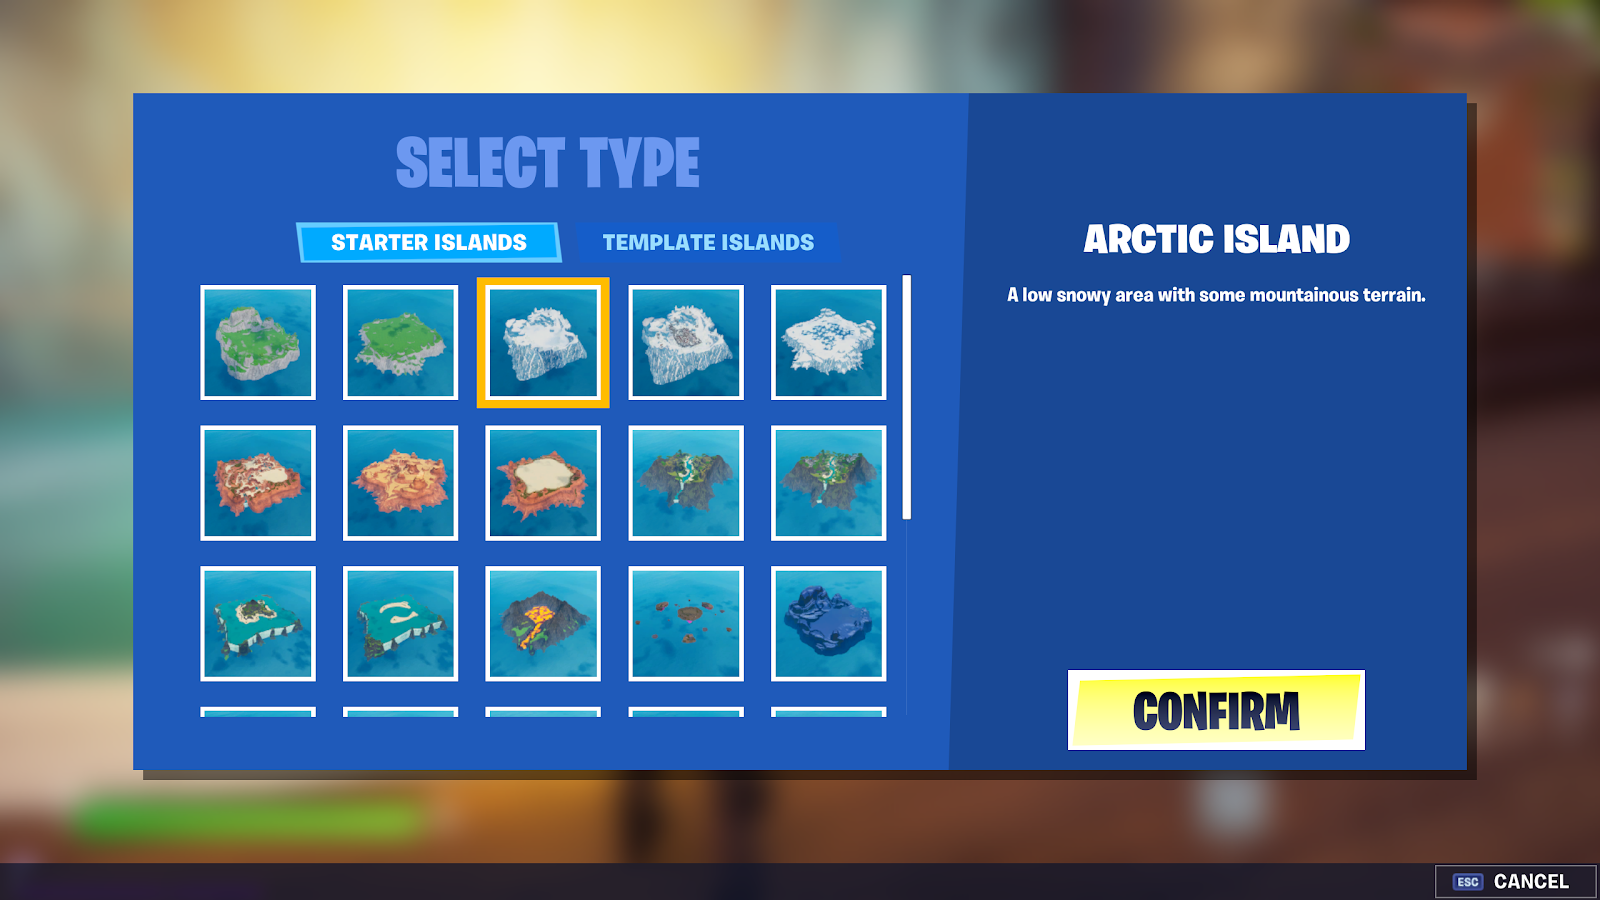 SELECT TYPE
STARTER ISLANDS
TEMPLATE ISLANDS
ARCTIC ISLAND
A low snowy area with some mountainous terrain.
CONFIRM
ESC CANCEL